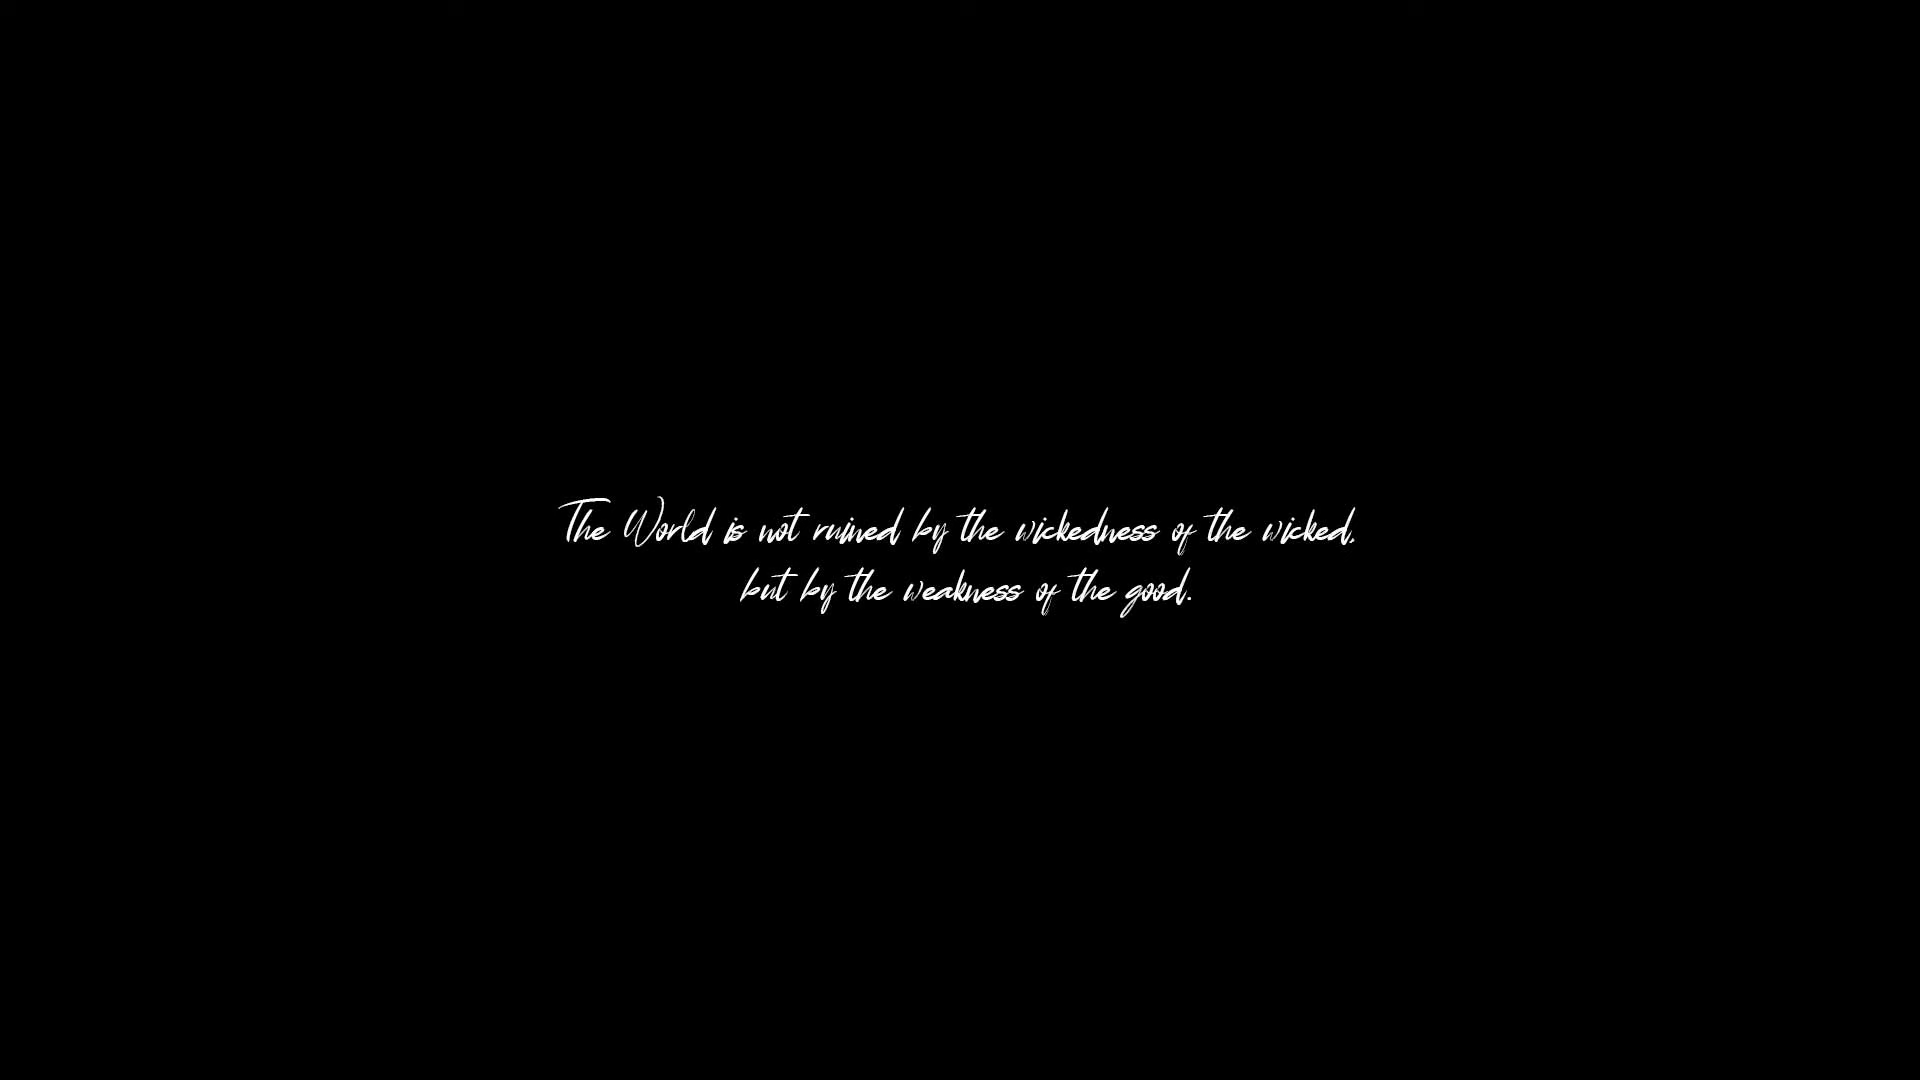 The World is not ruined by the wickedness of the wicked,
but by the weakness of the good.